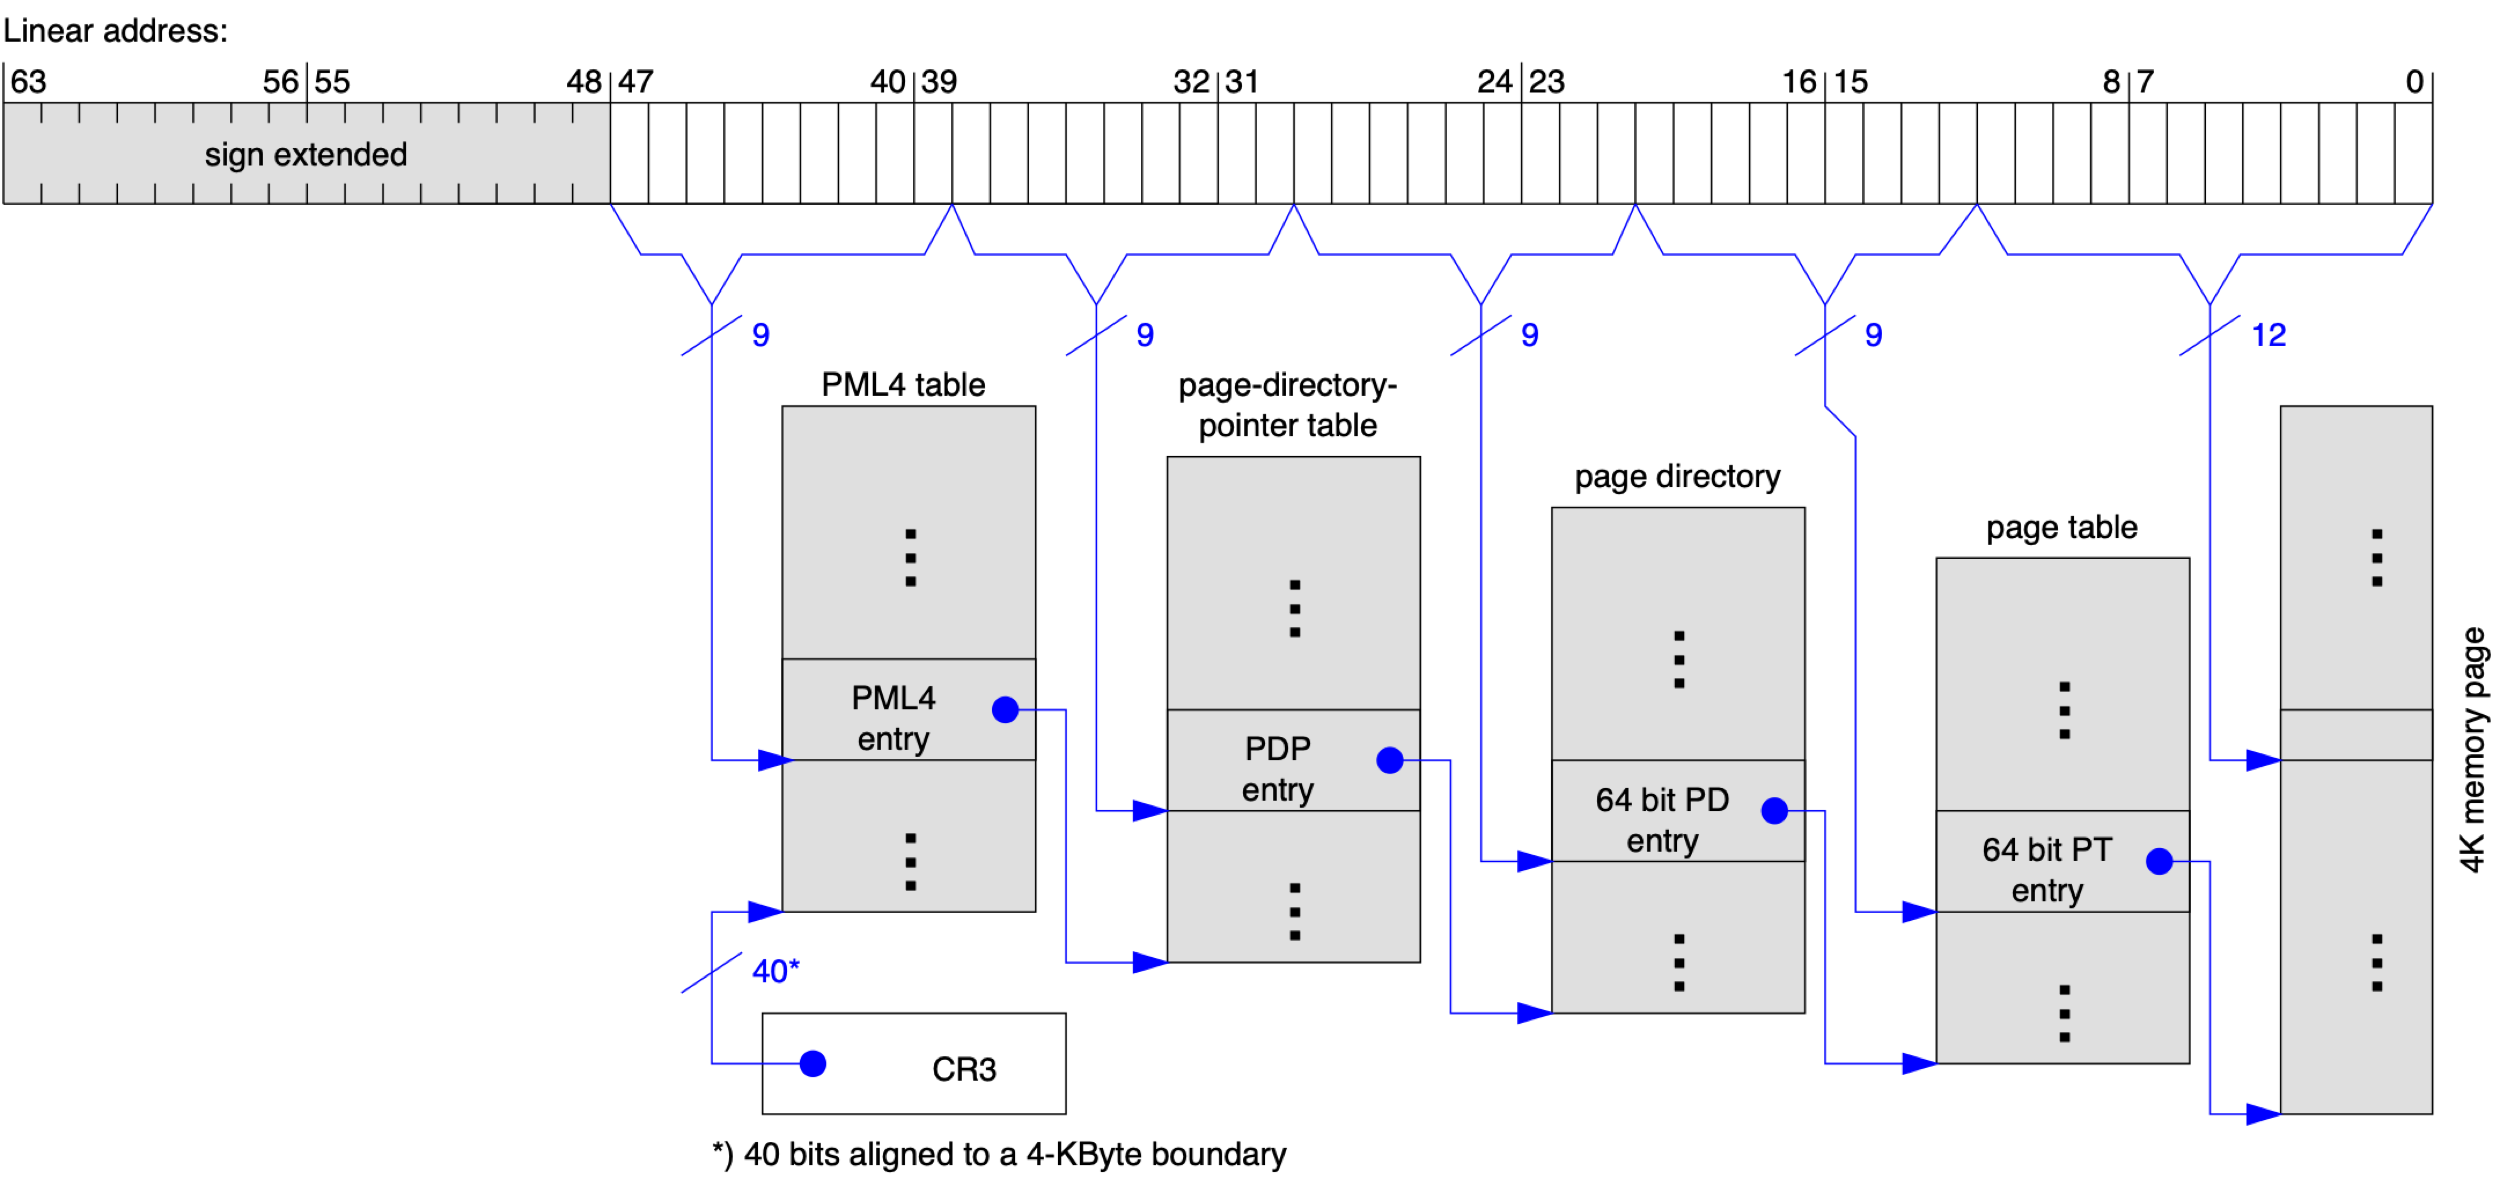 Linear address:
63 56 55 48 47 40 39 32 31 24 23 16 15 8 7 0
sign extended
9 9 9 9 12
PML4 table
page-directory-
pointer table
page directory
page table
PML4
entry
PDP
entry
64 bit PD
entry
64 bit PT
entry
4K memory page
40*
CR3
*) 40 bits aligned to a 4-KByte boundary